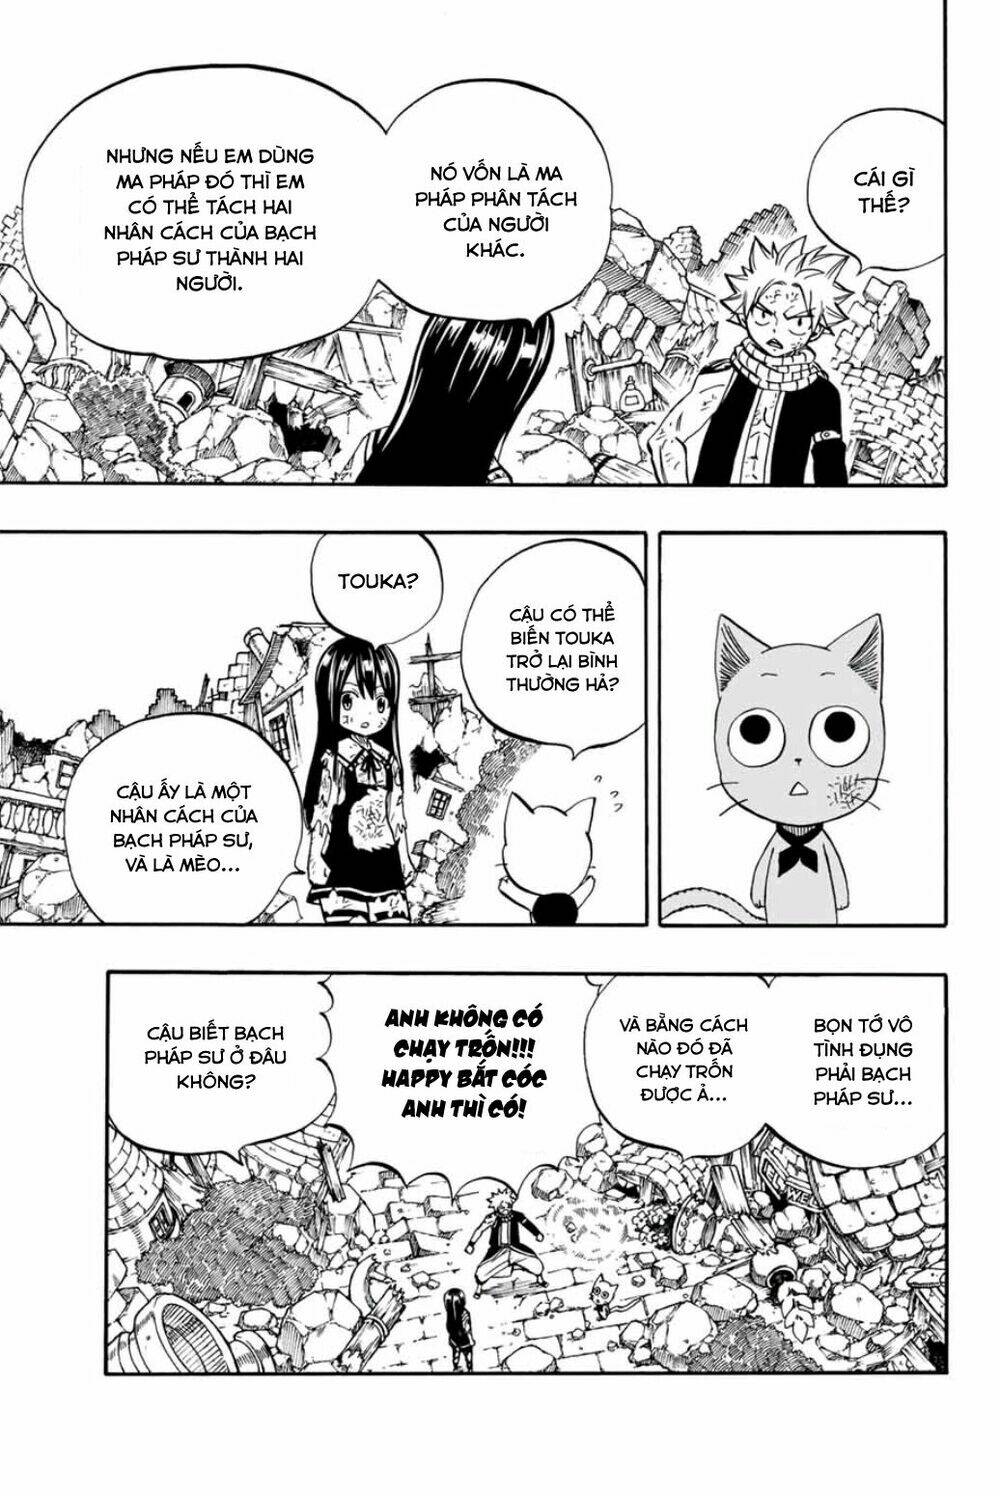 CÁI GÌ
THẾ?
NÓ VỐN LÀ MA
PHÁP PHÂN TÁCH
CỦA NGƯỜI
KHÁC.
NHƯNG NẾU EM DÙNG
MA PHÁP ĐÓ THÌ EM
CÓ THỂ TÁCH HAI
NHÂN CÁCH CỦA BẠCH
PHÁP SƯ THÀNH HAI
NGƯỜI.
CẬU CÓ THỂ
BIẾN TOUKA
TRỞ LẠI BÌNH
THƯỜNG HẢ?
TOUKA?
CẬU ẤY LÀ MỘT
NHÂN CÁCH CỦA
BẠCH PHÁP SƯ,
VÀ LÀ MÈO...
BỌN TỚ VÔ
TÌNH ĐỤNG
PHẢI BẠCH
PHÁP SƯ...
VÀ BẰNG CÁCH
NÀO ĐÓ ĐÃ
CHẠY TRỐN
ĐƯỢC Ả...
ANH KHÔNG CÓ
CHẠY TRỐN!!!
HAPPY BẮT CÓC
ANH THÌ CÓ!
CẬU BIẾT BẠCH
PHÁP SƯ Ở ĐÂU
KHÔNG?